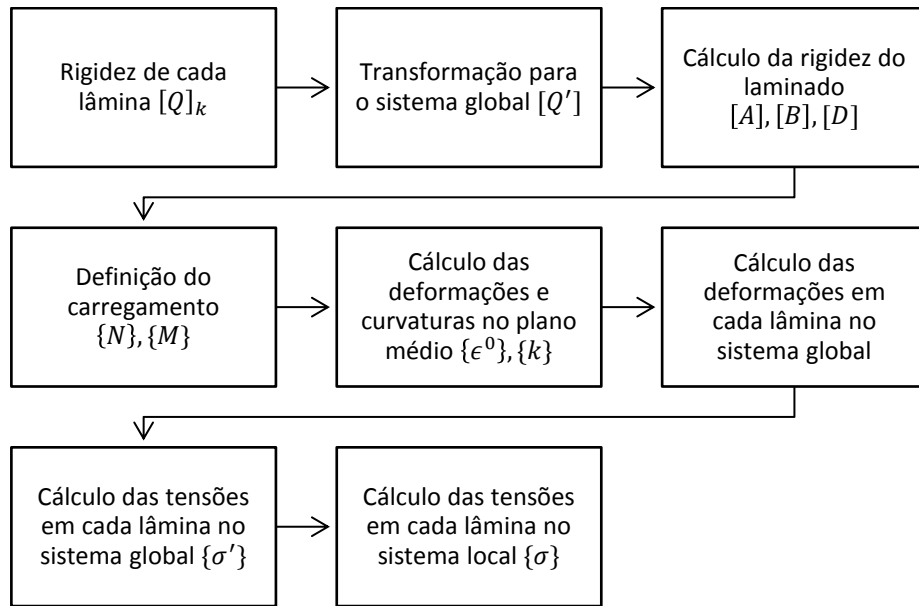 Rigidez de cada
lâmina [Q]ₖ
Transformação para
o sistema global [Q′]
Cálculo da rigidez do
laminado
[A], [B], [D]
Definição do
carregamento
{N}, {M}
Cálculo das
deformações e
curvaturas no plano
médio {ϵ⁰}, {k}
Cálculo das
deformações em
cada lâmina no
sistema global
Cálculo das tensões
em cada lâmina no
sistema global {σ′}
Cálculo das tensões
em cada lâmina no
sistema local {σ}